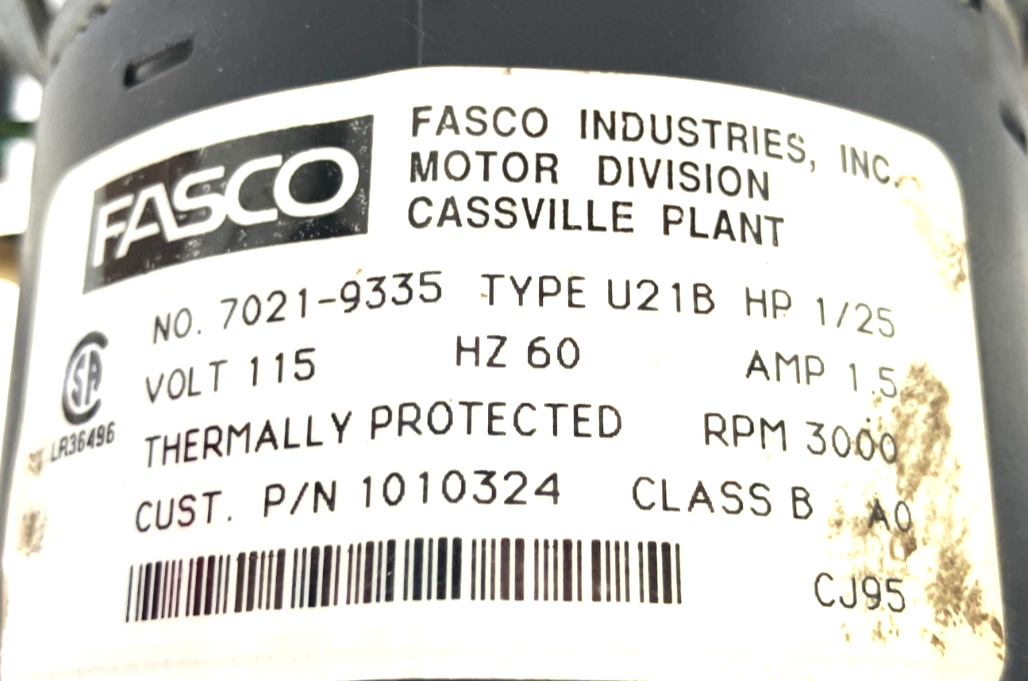 FASCO
FASCO INDUSTRIES, INC.
MOTOR DIVISION
CASSVILLE PLANT
NO. 7021-9335 TYPE U21B HP 1/25
VOLT 115 HZ 60 AMP 1.5
SA
LR36496
THERMALLY PROTECTED RPM 3000
CUST. P/N 1010324 CLASS B A0
CJ95